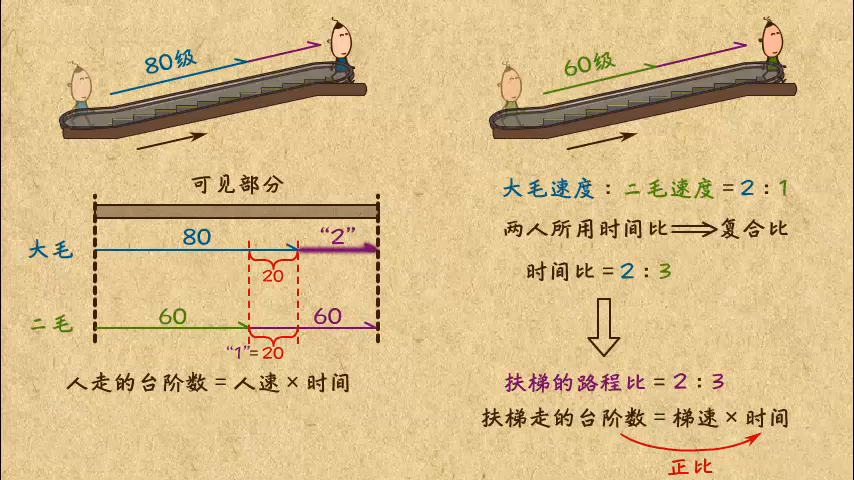 80级
60级
可见部分
大毛
80
“2”
20
二毛
60
60
“1”=20
人走的台阶数=人速×时间
大毛速度:二毛速度=2:1
两人所用时间比⇒复合比
时间比=2:3
扶梯的路程比=2:3
扶梯走的台阶数=梯速×时间
正比